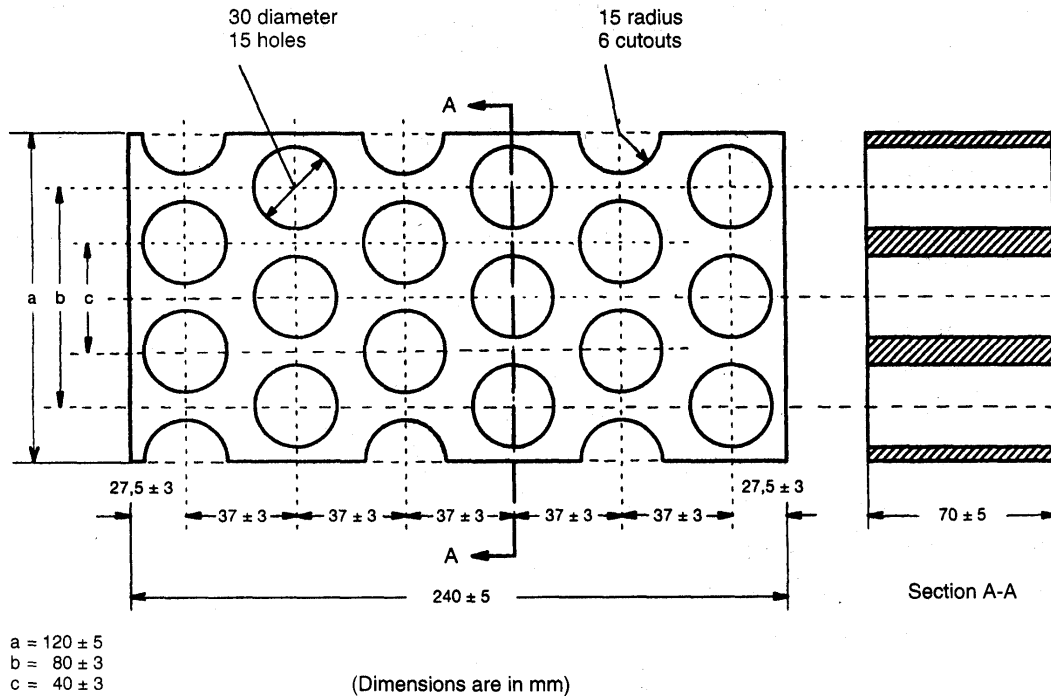 30 diameter
15 holes
15 radius
6 cutouts
A
a
b
c
27,5 ± 3
27,5 ± 3
37 ± 3
37 ± 3
37 ± 3
37 ± 3
37 ± 3
70 ± 5
A
240 ± 5
Section A-A
a = 120 ± 5
b = 80 ± 3
c = 40 ± 3
(Dimensions are in mm)